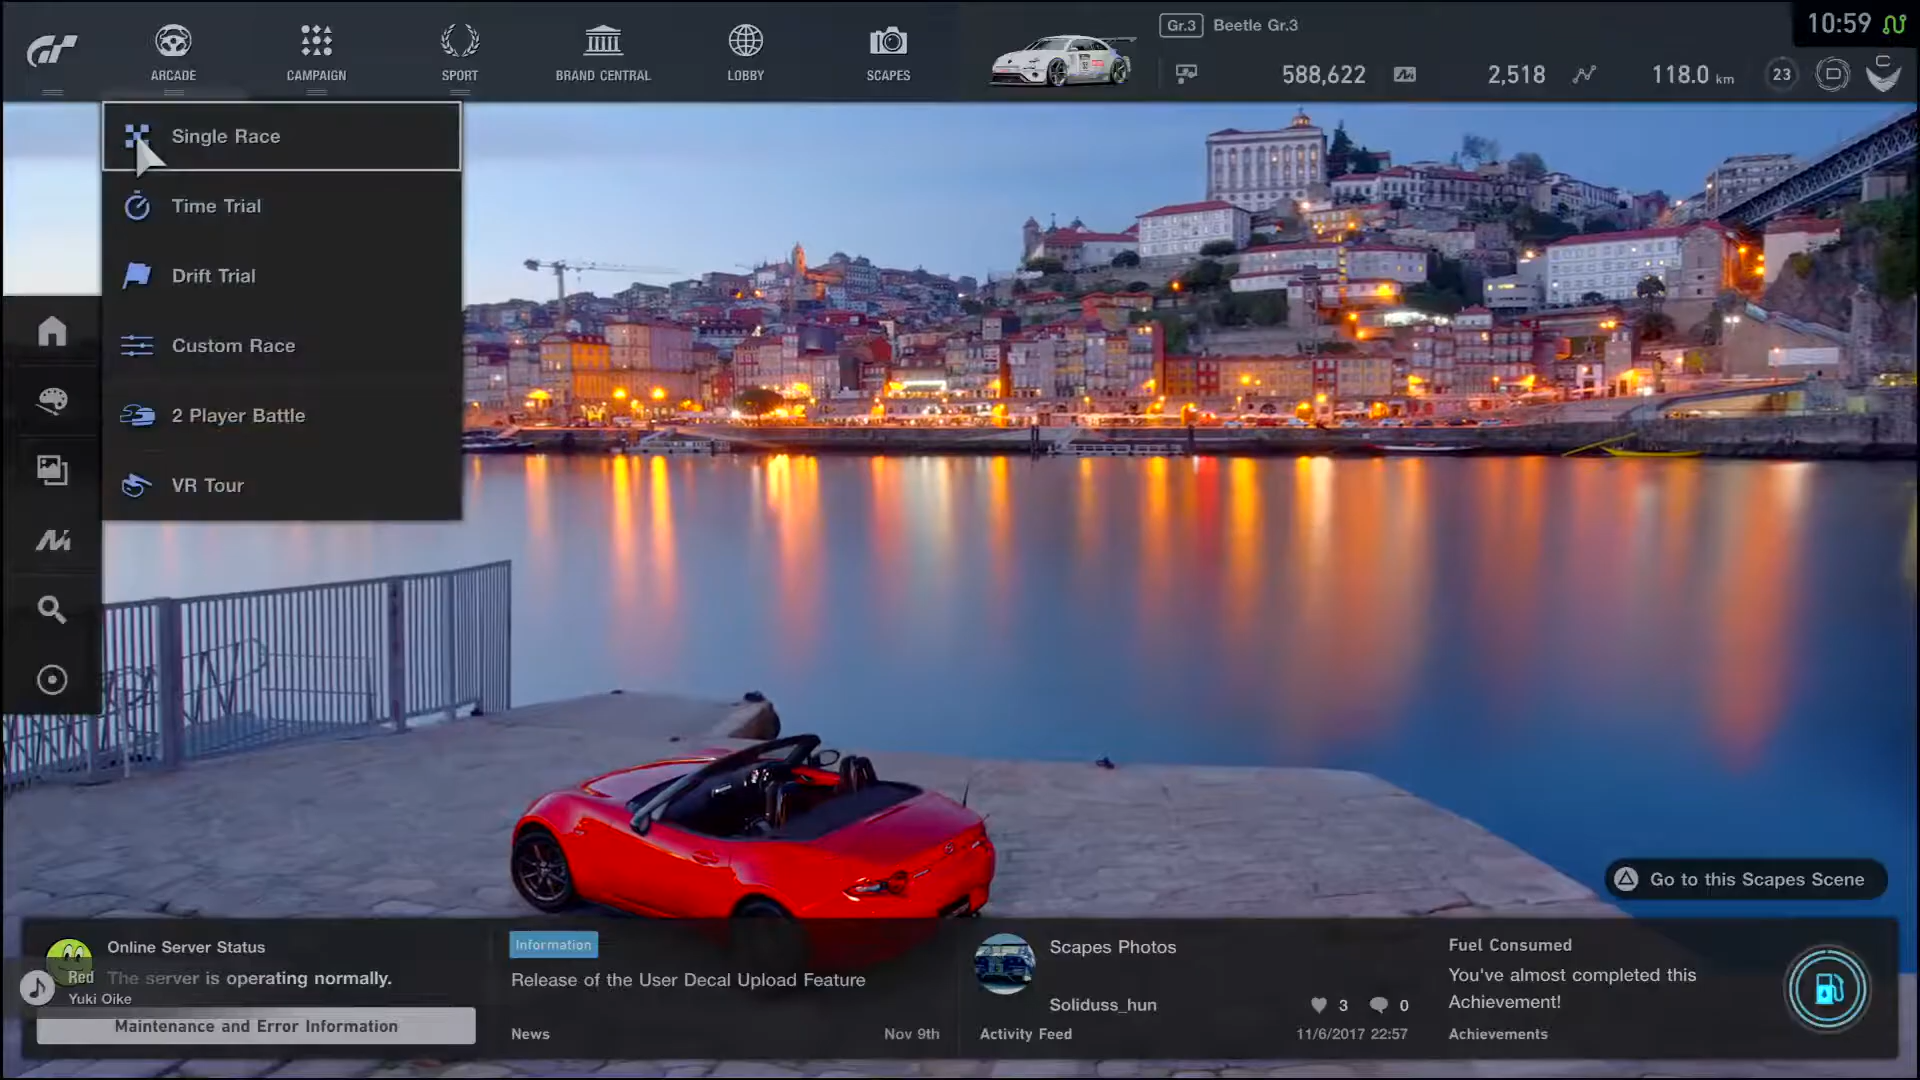 ARCADE
CAMPAIGN
SPORT
BRAND CENTRAL
LOBBY
SCAPES
Gr.3 Beetle Gr.3
588,622
2,518
118.0 km
23
10:59
Single Race
Time Trial
Drift Trial
Custom Race
2 Player Battle
VR Tour
Go to this Scapes Scene
Online Server Status
Red
The server is operating normally.
Yuki Oike
Maintenance and Error Information
Information
Release of the User Decal Upload Feature
News
Nov 9th
Scapes Photos
Soliduss_hun
3
0
Activity Feed
11/6/2017 22:57
Fuel Consumed
You've almost completed this
Achievement!
Achievements